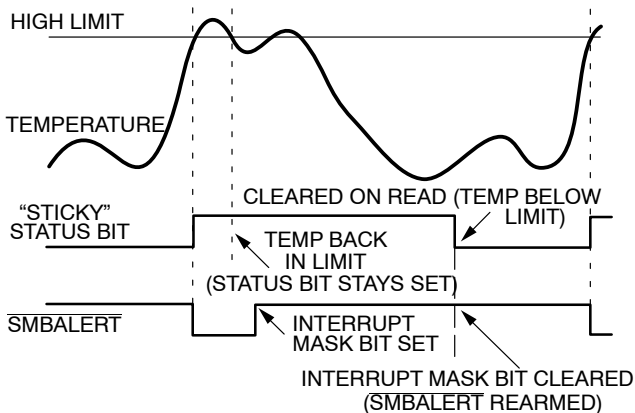 HIGH LIMIT
TEMPERATURE
CLEARED ON READ (TEMP BELOW
LIMIT)
“STICKY”
STATUS BIT
TEMP BACK
IN LIMIT
(STATUS BIT STAYS SET)
SMBALERT
INTERRUPT
MASK BIT SET
INTERRUPT MASK BIT CLEARED
(SMBALERT REARMED)